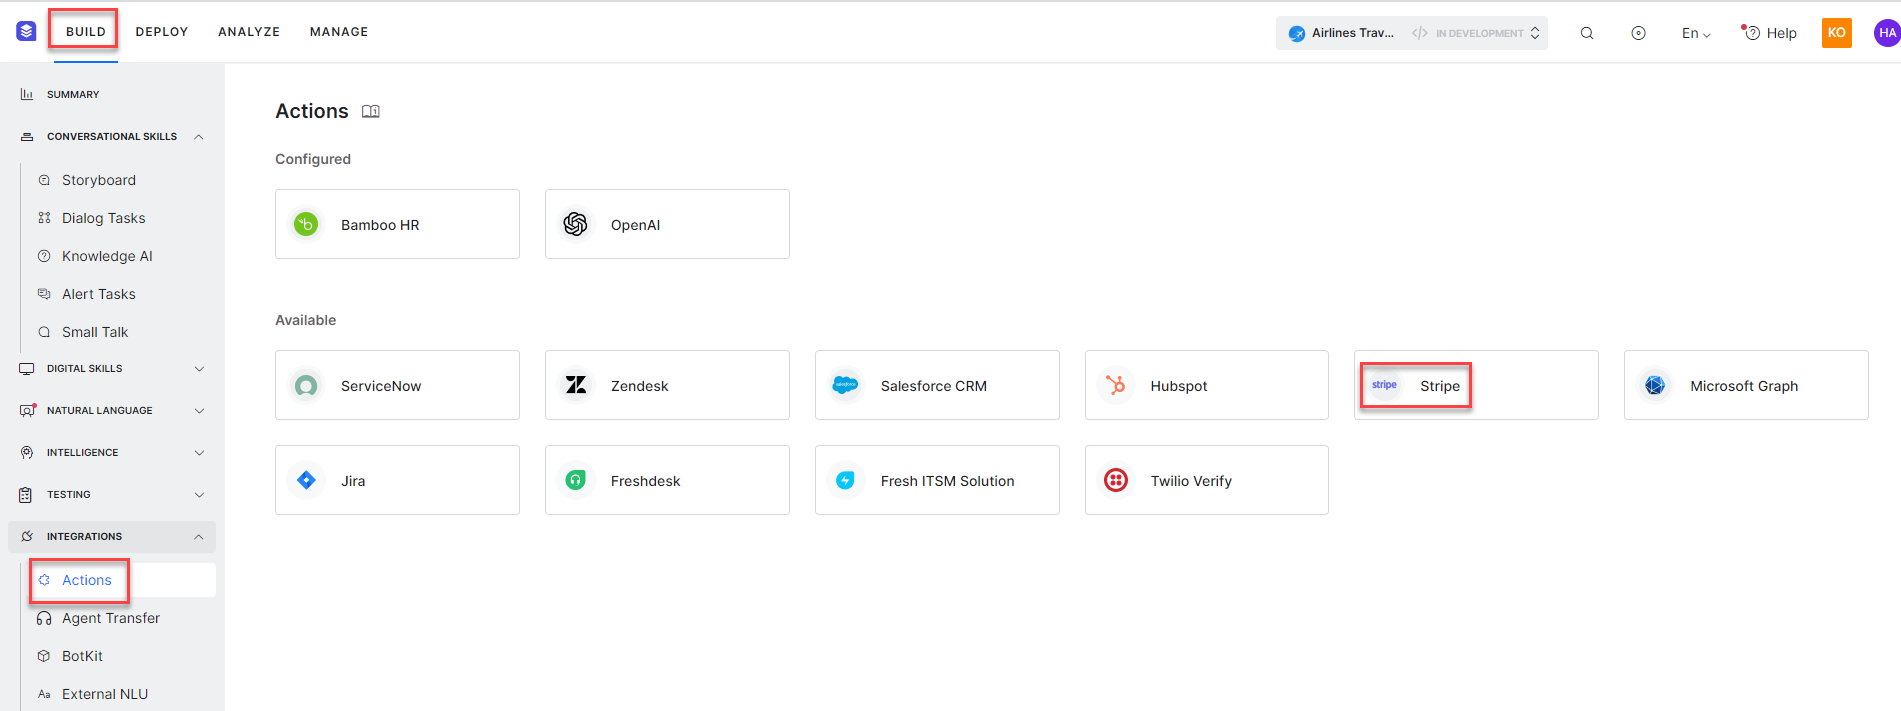 BUILD DEPLOY ANALYZE MANAGE Airlines Trav... </> IN DEVELOPMENT En Help KO HA
SUMMARY
CONVERSATIONAL SKILLS
Storyboard
Dialog Tasks
Knowledge AI
Alert Tasks
Small Talk
DIGITAL SKILLS
NATURAL LANGUAGE
INTELLIGENCE
TESTING
INTEGRATIONS
Actions
Agent Transfer
BotKit
Aa External NLU
Actions
Configured
Bamboo HR OpenAI
Available
ServiceNow Zendesk salesforce Salesforce CRM Hubspot stripe Stripe Microsoft Graph
Jira Freshdesk Fresh ITSM Solution Twilio Verify